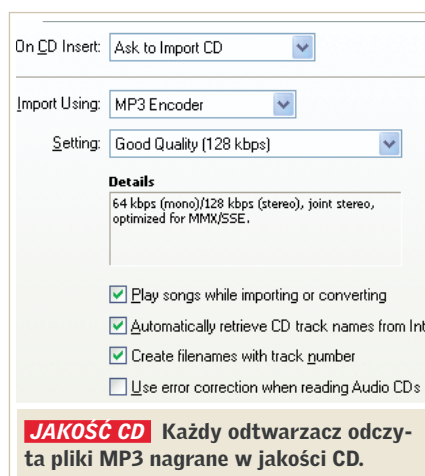 On CD Insert: Ask to Import CD
Import Using: MP3 Encoder
Setting: Good Quality (128 kbps)
Details
64 kbps (mono)/128 kbps (stereo), joint stereo,
optimized for MMX/SSE.
Play songs while importing or converting
Automatically retrieve CD track names from Int
Create filenames with track number
Use error correction when reading Audio CDs
JAKOŚĆ CD Każdy odtwarzacz odczy-
ta pliki MP3 nagrane w jakości CD.